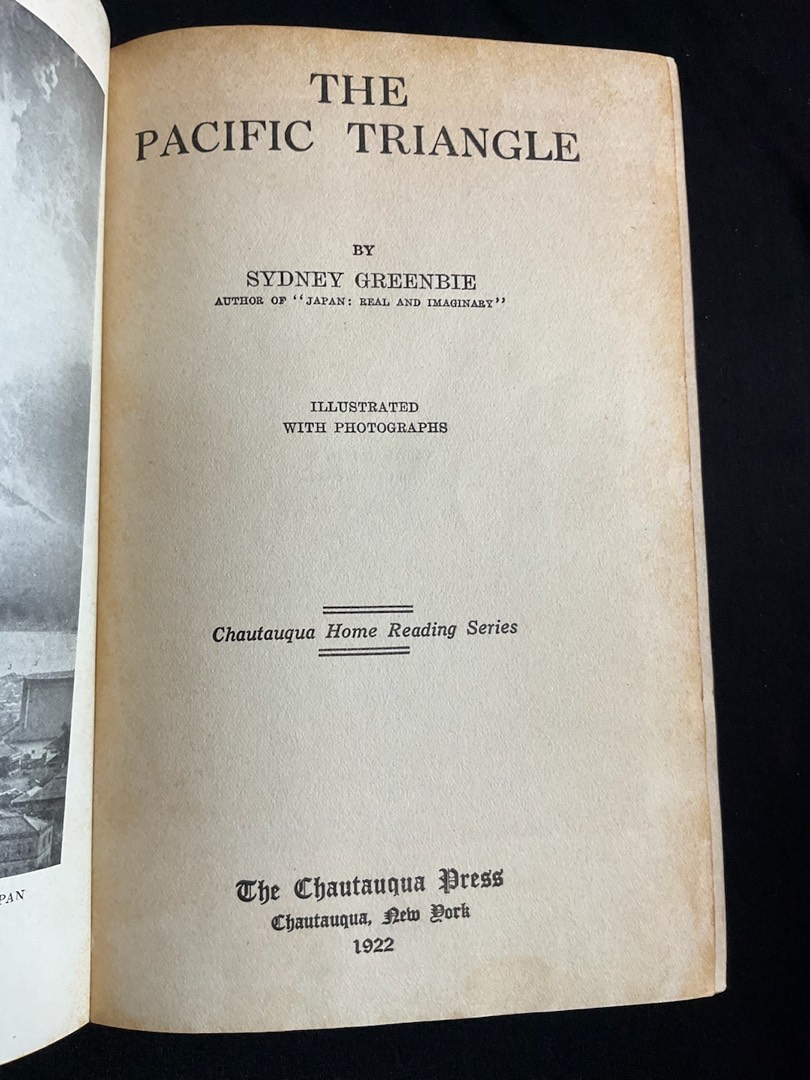 THE
PACIFIC TRIANGLE
BY
SYDNEY GREENBIE
AUTHOR OF "JAPAN: REAL AND IMAGINARY"
ILLUSTRATED
WITH PHOTOGRAPHS
Chautauqua Home Reading Series
The Chautauqua Press
Chautauqua, New York
1922
PAN